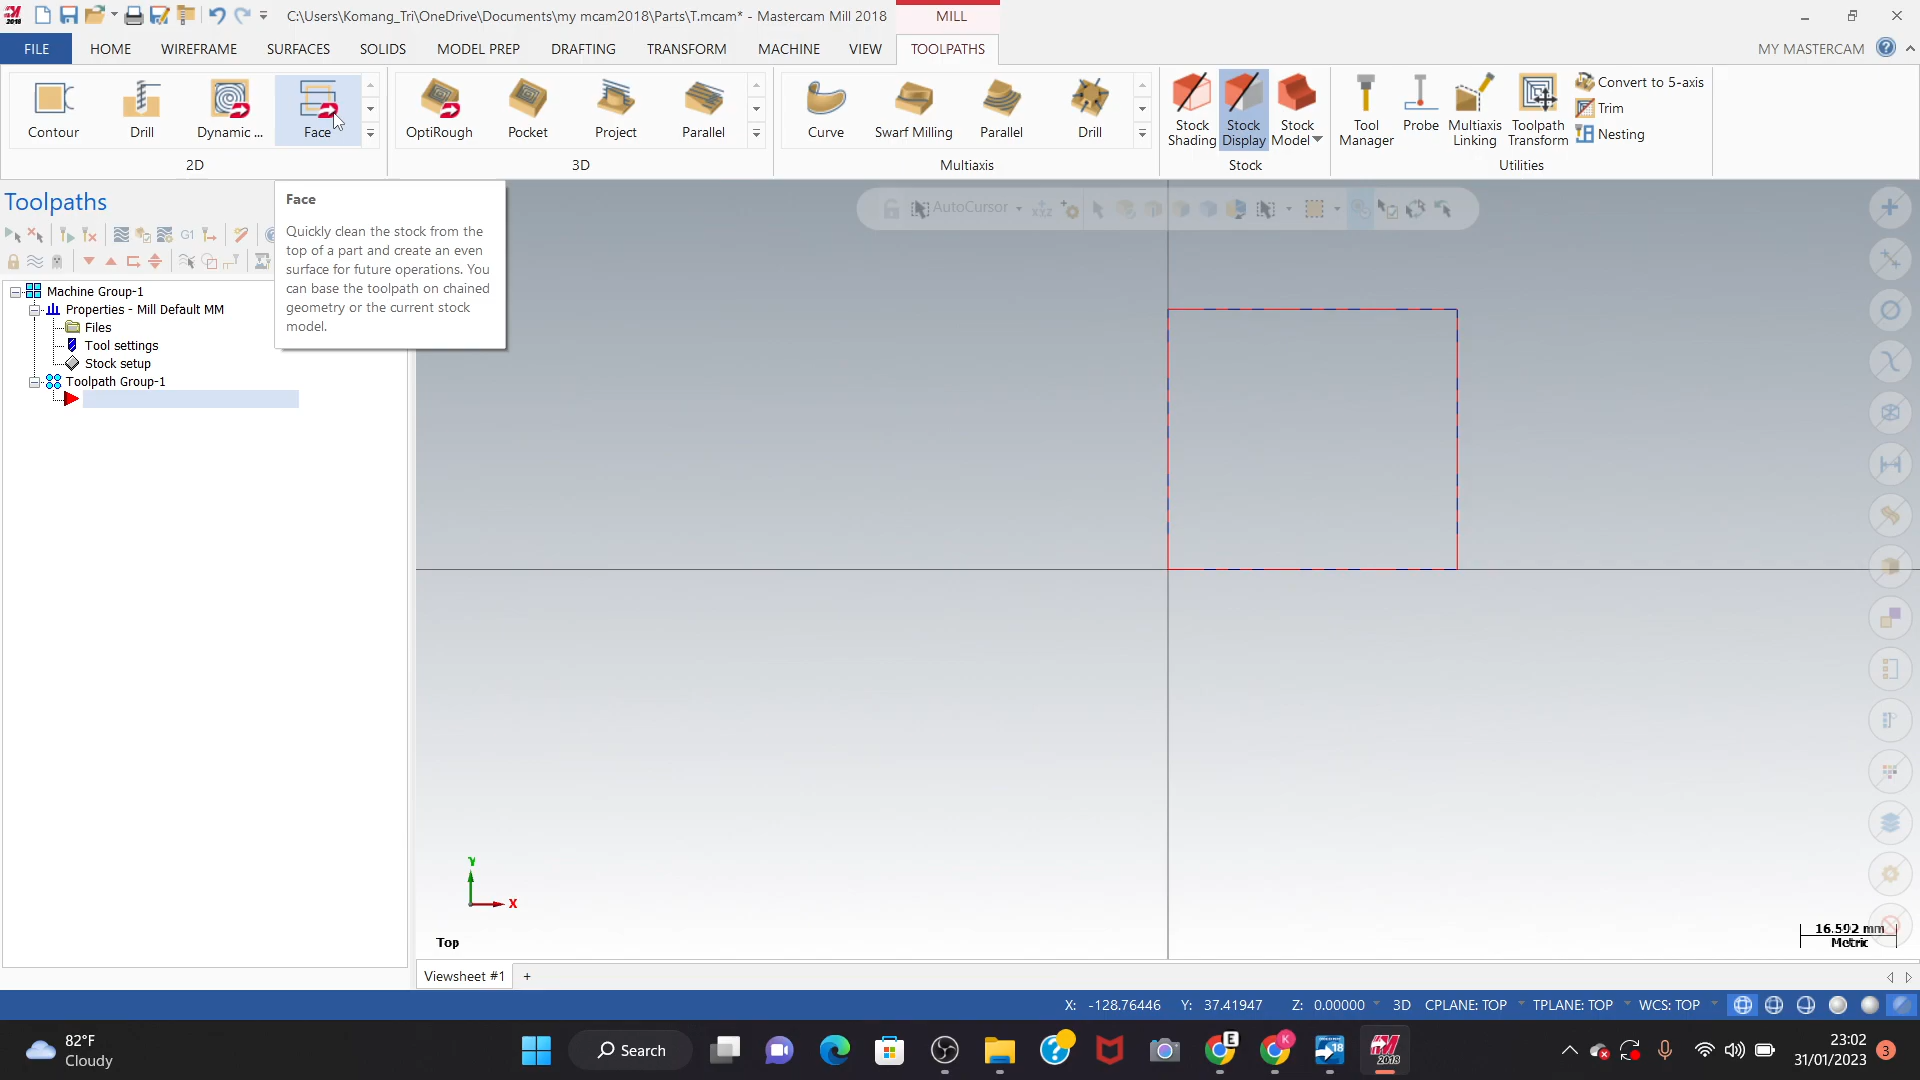 C:\Users\Komang_Tri\OneDrive\Documents\my mcam2018\Parts\T.mcam* - Mastercam Mill 2018
MILL
FILE
HOME
WIREFRAME
SURFACES
SOLIDS
MODEL PREP
DRAFTING
TRANSFORM
MACHINE
VIEW
TOOLPATHS
MY MASTERCAM
Contour
Drill
Dynamic ...
Face
OptiRough
Pocket
Project
Parallel
Curve
Swarf Milling
Parallel
Drill
Stock
Shading
Stock
Display
Stock
Model
Tool
Manager
Probe
Multiaxis
Linking
Toolpath
Transform
Convert to 5-axis
Trim
Nesting
2D
3D
Multiaxis
Stock
Utilities
Toolpaths
G1
Face
Quickly clean the stock from the
top of a part and create an even
surface for future operations. You
can base the toolpath on chained
geometry or the current stock
model.
AutoCursor
Machine Group-1
Properties - Mill Default MM
Files
Tool settings
Stock setup
Toolpath Group-1
Y
X
Top
16.592 mm
Metric
Viewsheet #1
X: -128.76446 Y: 37.41947 Z: 0.00000 3D CPLANE: TOP TPLANE: TOP WCS: TOP
82°F
Cloudy
Search
23:02
31/01/2023
3